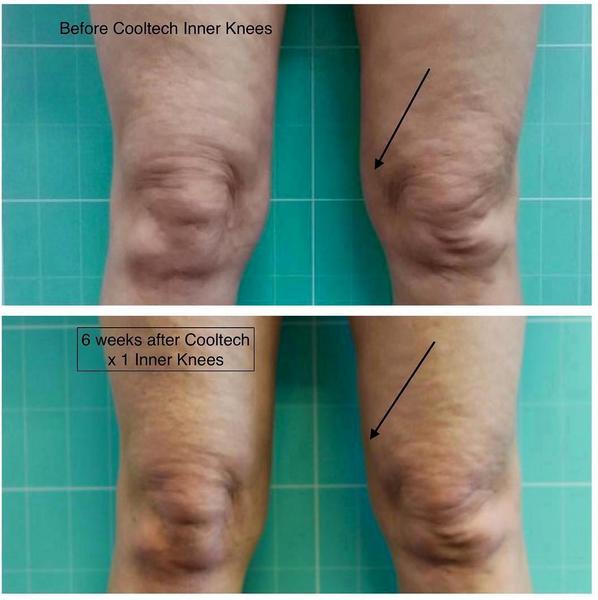 Before Cooltech Inner Knees
6 weeks after Cooltech
x 1 Inner Knees